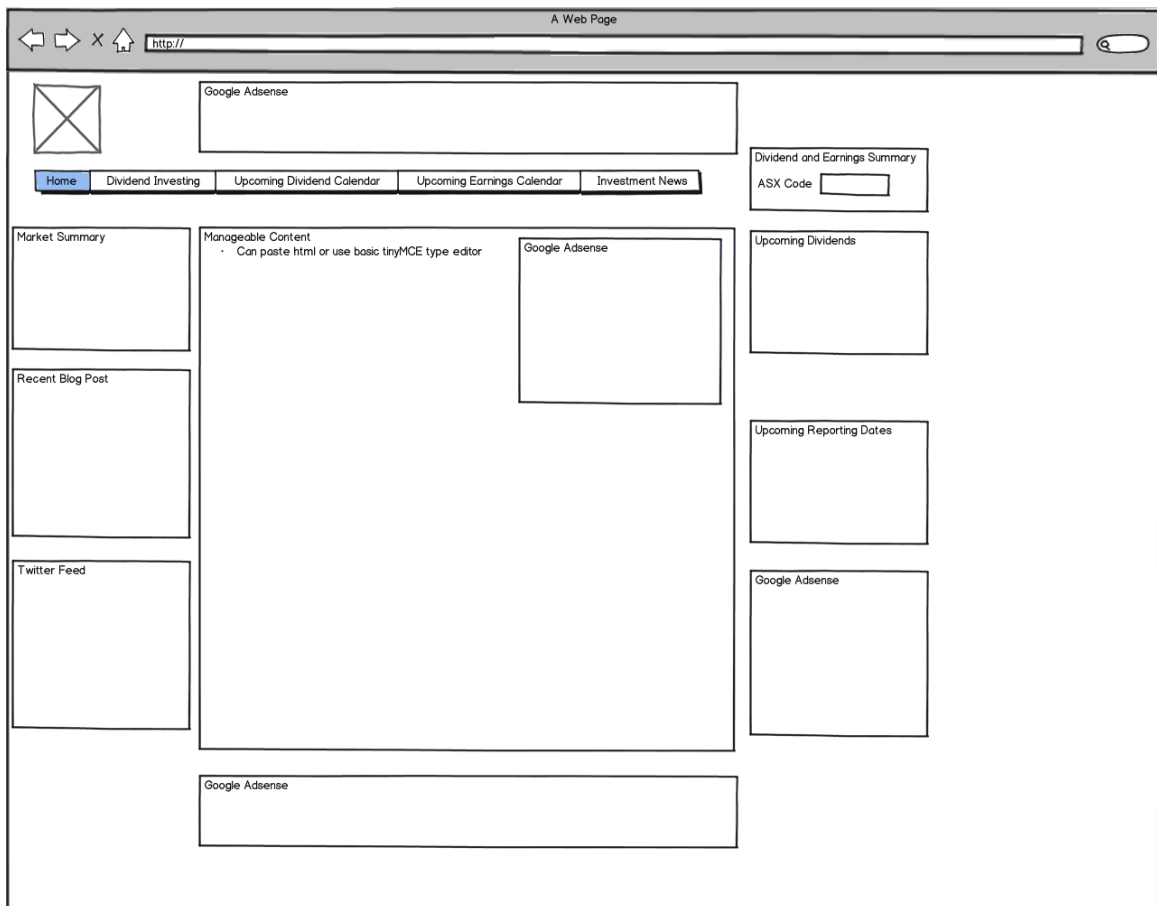 A Web Page
http://
Google Adsense
Dividend and Earnings Summary
ASX Code
Home Dividend Investing Upcoming Dividend Calendar Upcoming Earnings Calendar Investment News
Market Summary
Manageable Content
· Can paste html or use basic tinyMCE type editor
Google Adsense
Upcoming Dividends
Recent Blog Post
Upcoming Reporting Dates
Twitter Feed
Google Adsense
Google Adsense